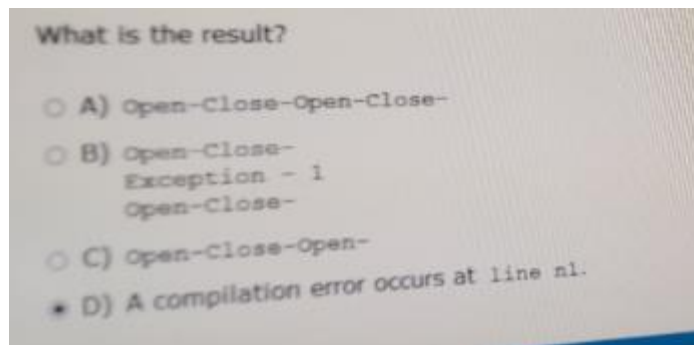 What is the result?
A) Open-Close-Open-Close-
B) Open-Close-
Exception - 1
Open-Close-
C) Open-Close-Open-
D) A compilation error occurs at line n1.